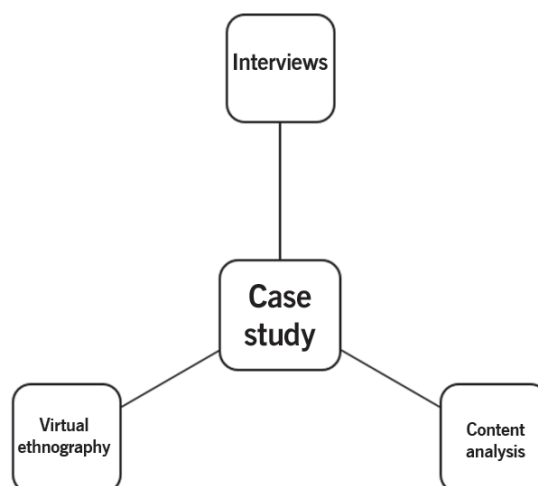 Interviews
Case
study
Virtual
ethnography
Content
analysis